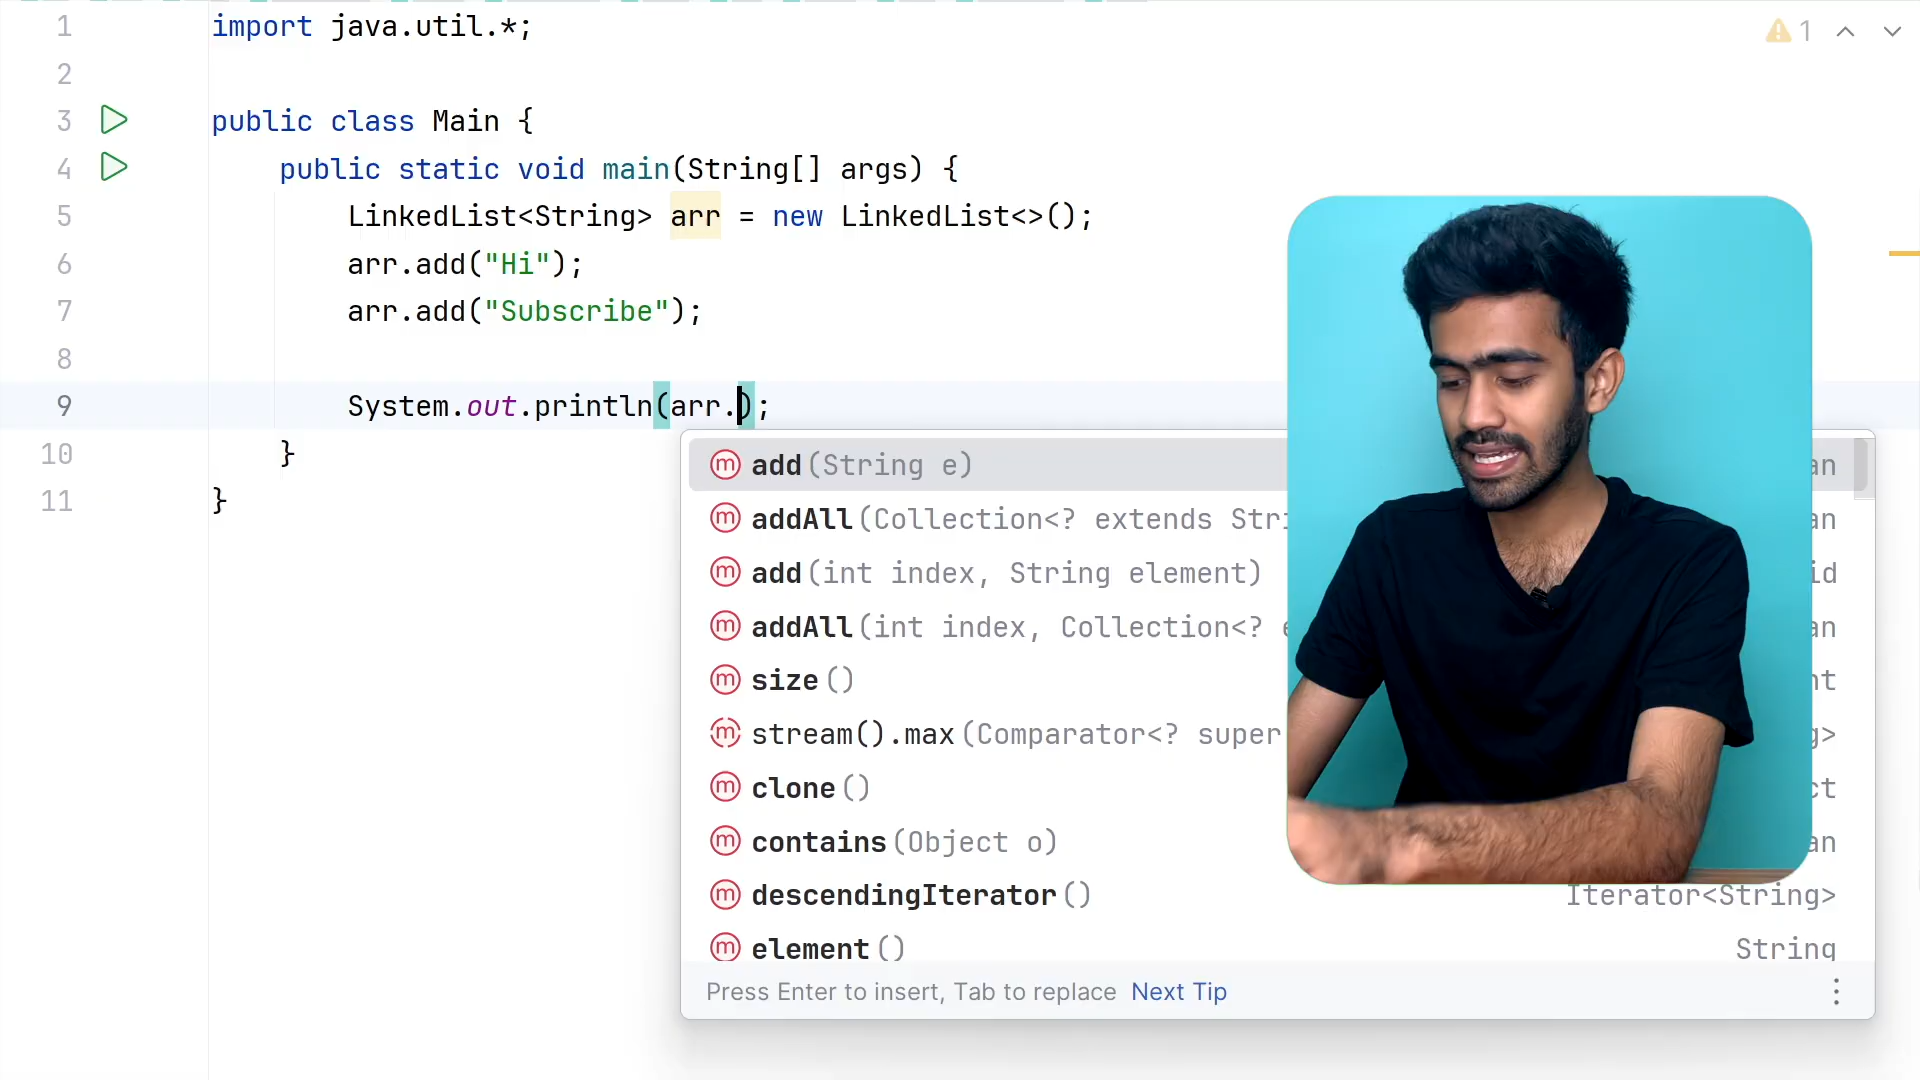 1 import java.util.*;
1
2
3 public class Main {
4 public static void main(String[] args) {
5 LinkedList<String> arr = new LinkedList<>();
6 arr.add("Hi");
7 arr.add("Subscribe");
8
9 System.out.println(arr.);
10 }
11 }
add(String e)
addAll(Collection<? extends
add(int index, String element)
addAll(int index, Collection<?
size()
stream().max(Comparator<? super
clone()
contains(Object o)
descendingIterator() Iterator<String>
element() String
Press Enter to insert, Tab to replace Next Tip